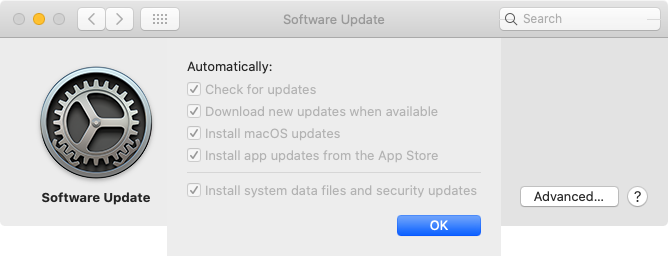 Software Update
Search
Automatically:
Check for updates
Download new updates when available
Install macOS updates
Install app updates from the App Store
Install system data files and security updates
Software Update
Advanced...
?
OK